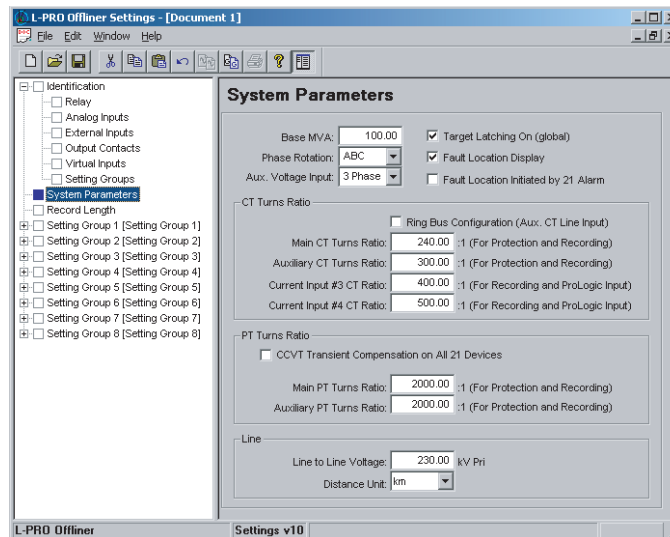 L-PRO Offliner Settings - [Document 1]
File Edit Window Help
Identification
Relay
Analog Inputs
External Inputs
Output Contacts
Virtual Inputs
Setting Groups
System Parameters
Record Length
Setting Group 1 [Setting Group 1]
Setting Group 2 [Setting Group 2]
Setting Group 3 [Setting Group 3]
Setting Group 4 [Setting Group 4]
Setting Group 5 [Setting Group 5]
Setting Group 6 [Setting Group 6]
Setting Group 7 [Setting Group 7]
Setting Group 8 [Setting Group 8]
System Parameters
Base MVA: 100.00 Target Latching On (global)
Phase Rotation: ABC Fault Location Display
Aux. Voltage Input: 3 Phase Fault Location Initiated by 21 Alarm
CT Turns Ratio
Ring Bus Configuration (Aux. CT Line Input)
Main CT Turns Ratio: 240.00 :1 (For Protection and Recording)
Auxiliary CT Turns Ratio: 300.00 :1 (For Protection and Recording)
Current Input #3 CT Ratio: 400.00 :1 (For Recording and ProLogic Input)
Current Input #4 CT Ratio: 500.00 :1 (For Recording and ProLogic Input)
PT Turns Ratio
CCVT Transient Compensation on All 21 Devices
Main PT Turns Ratio: 2000.00 :1 (For Protection and Recording)
Auxiliary PT Turns Ratio: 2000.00 :1 (For Protection and Recording)
Line
Line to Line Voltage: 230.00 kV Pri
Distance Unit: km
L-PRO Offliner Settings v10